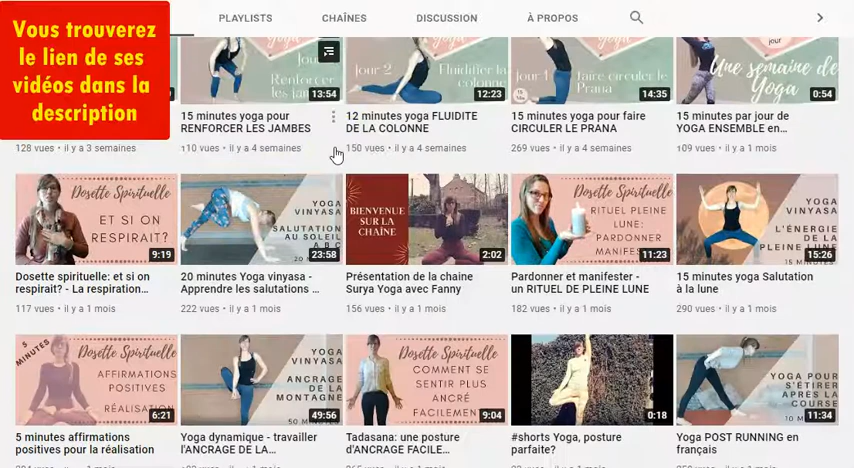 Vous trouverez
le lien de ses
vidéos dans la
description
PLAYLISTS CHAÎNES DISCUSSION À PROPOS
Renforcer
les jam
13:54
Jour 2 Fluidifier la
colonne
12:23
Jour 1 faire circuler le
Prana
14:35
jour
Une semaine de
Yoga
0:54
15 minutes yoga pour
RENFORCER LES JAMBES
12 minutes yoga FLUIDITE
DE LA COLONNE
15 minutes yoga pour faire
CIRCULER LE PRANA
15 minutes par jour de
YOGA ENSEMBLE en...
128 vues • il y a 3 semaines
110 vues • il y a 4 semaines
150 vues • il y a 4 semaines
269 vues • il y a 4 semaines
109 vues • il y a 1 mois
Dosette Spirituelle
ET SI ON
RESPIRAIT?
9:19
YOGA
VINYASA
SALUTATION
AU SOLEIL
A B C
23:58
BIENVENUE
SUR LA
CHAÎNE
2:02
Dosette Spirituelle
RITUEL PLEINE
LUNE:
PARDONNER
MANIFES
11:23
YOGA
VINYASA
L'ÉNERGIE
DE LA
PLEINE LUNE
15:26
Dosette spirituelle: et si on
respirait? - La respiration...
20 minutes Yoga vinyasa -
Apprendre les salutations ...
Présentation de la chaine
Surya Yoga avec Fanny
Pardonner et manifester -
un RITUEL DE PLEINE LUNE
15 minutes yoga Salutation
à la lune
117 vues • il y a 1 mois
222 vues • il y a 1 mois
156 vues • il y a 1 mois
182 vues • il y a 1 mois
290 vues • il y a 1 mois
5 MINUTES
Dosette Spirituelle
AFFIRMATIONS
POSITIVES
RÉALISATION
6:21
YOGA
VINYASA
ANCRAGE
DE LA
MONTAGNE
49:56
Dosette Spirituelle
COMMENT SE
SENTIR PLUS
ANCRÉ
FACILEMEN
9:04
0:18
YOGA POUR
S'ÉTIRER
APRÈS LA
COURSE
11:34
5 minutes affirmations
positives pour la réalisation
Yoga dynamique - travailler
l'ANCRAGE DE LA...
Tadasana: une posture
d'ANCRAGE FACILE...
#shorts Yoga, posture
parfaite?
Yoga POST RUNNING en
français